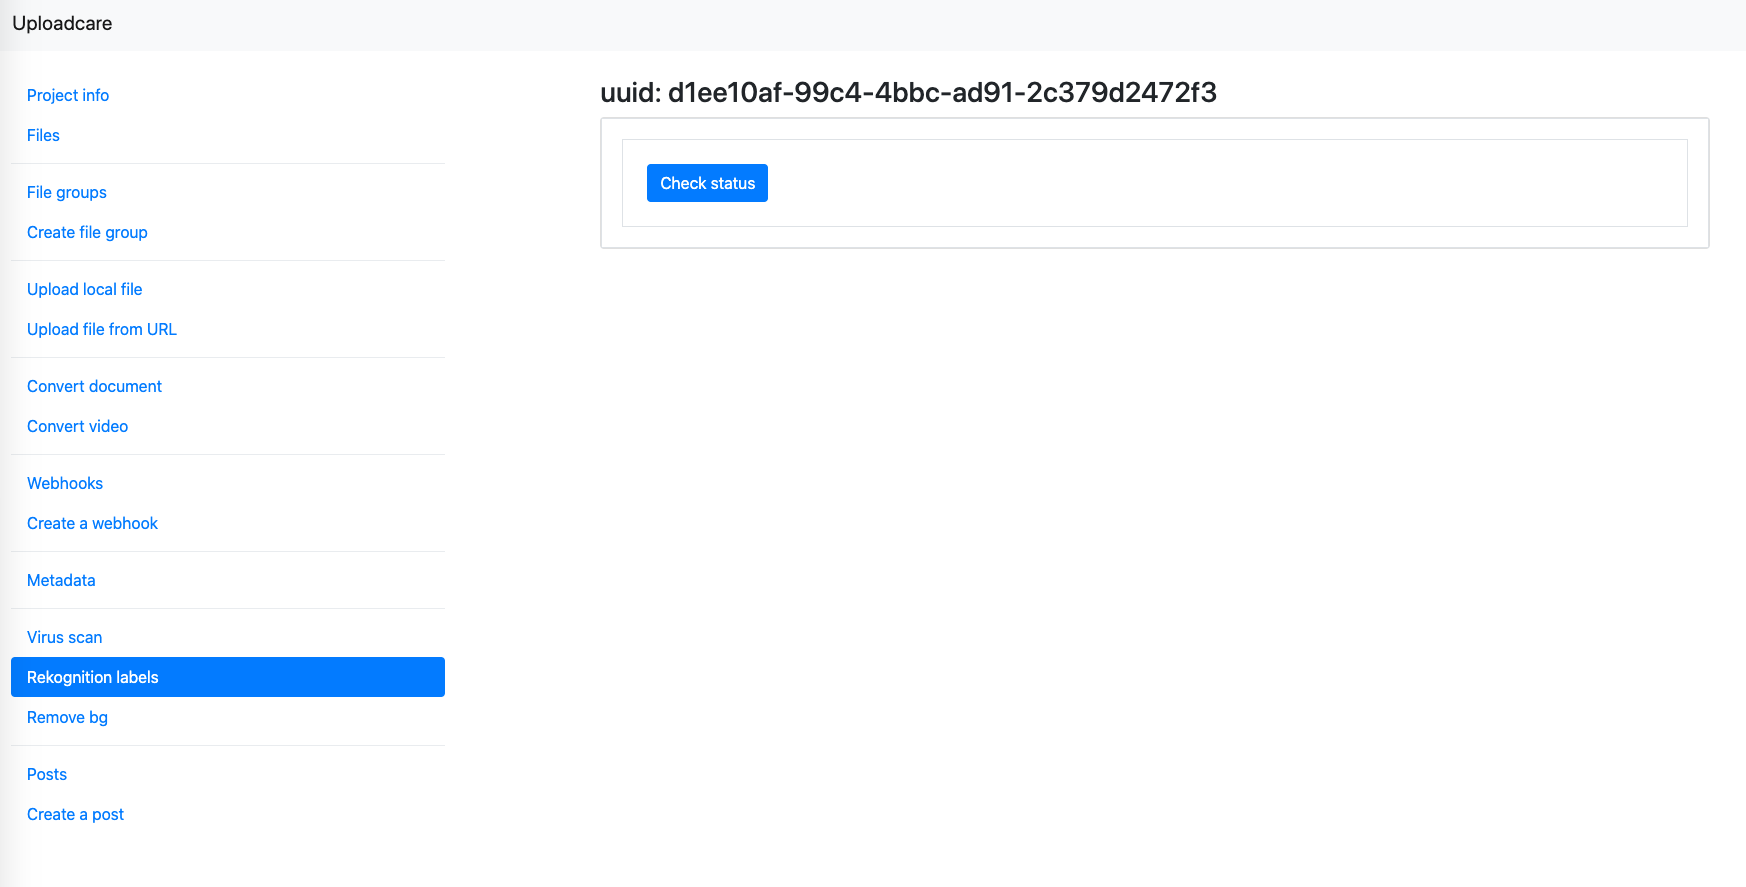 Uploadcare
Project info
Files
File groups
Create file group
Upload local file
Upload file from URL
Convert document
Convert video
Webhooks
Create a webhook
Metadata
Virus scan
Rekognition labels
Remove bg
Posts
Create a post
uuid: d1ee10af-99c4-4bbc-ad91-2c379d2472f3
Check status